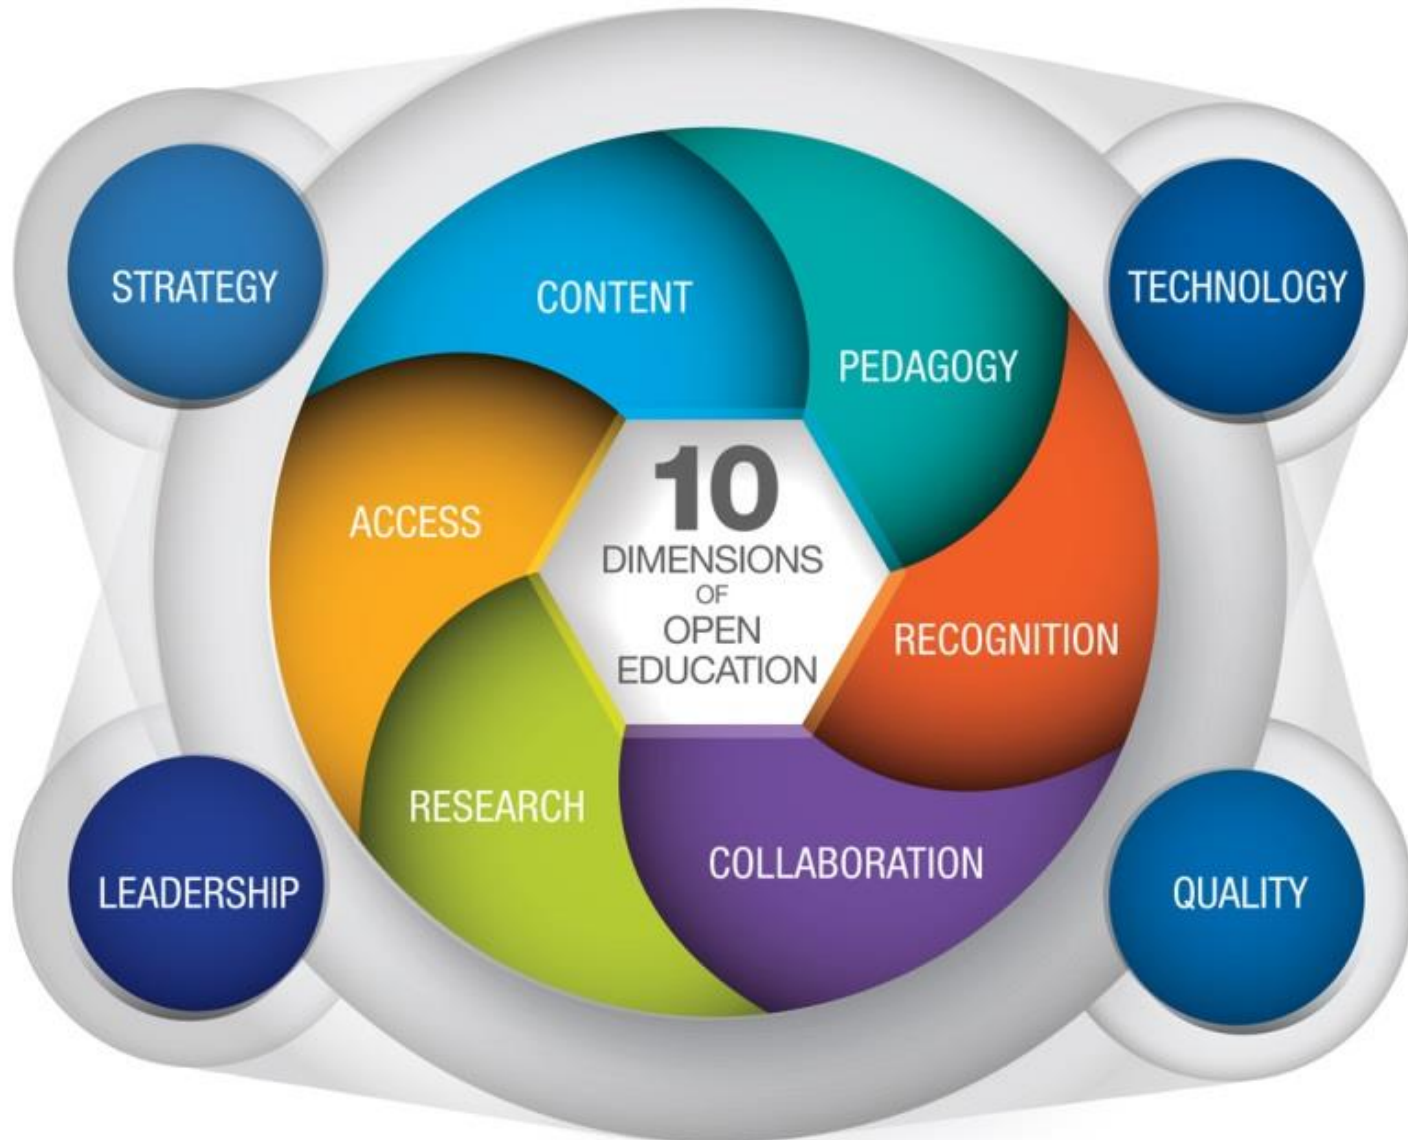 STRATEGY
TECHNOLOGY
CONTENT
PEDAGOGY
ACCESS
10
DIMENSIONS
OF
OPEN
EDUCATION
RECOGNITION
RESEARCH
COLLABORATION
LEADERSHIP
QUALITY